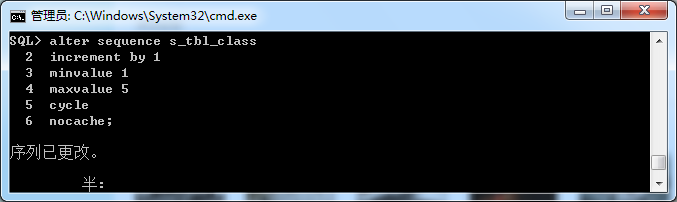 管理员: C:\Windows\System32\cmd.exe
SQL> alter sequence s_tbl_class
2 increment by 1
3 minvalue 1
4 maxvalue 5
5 cycle
6 nocache;
序列已更改。
半: